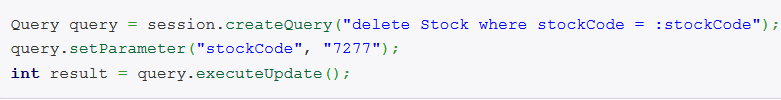 Query query = session.createQuery("delete Stock where stockCode = :stockCode");
query.setParameter("stockCode", "7277");
int result = query.executeUpdate();